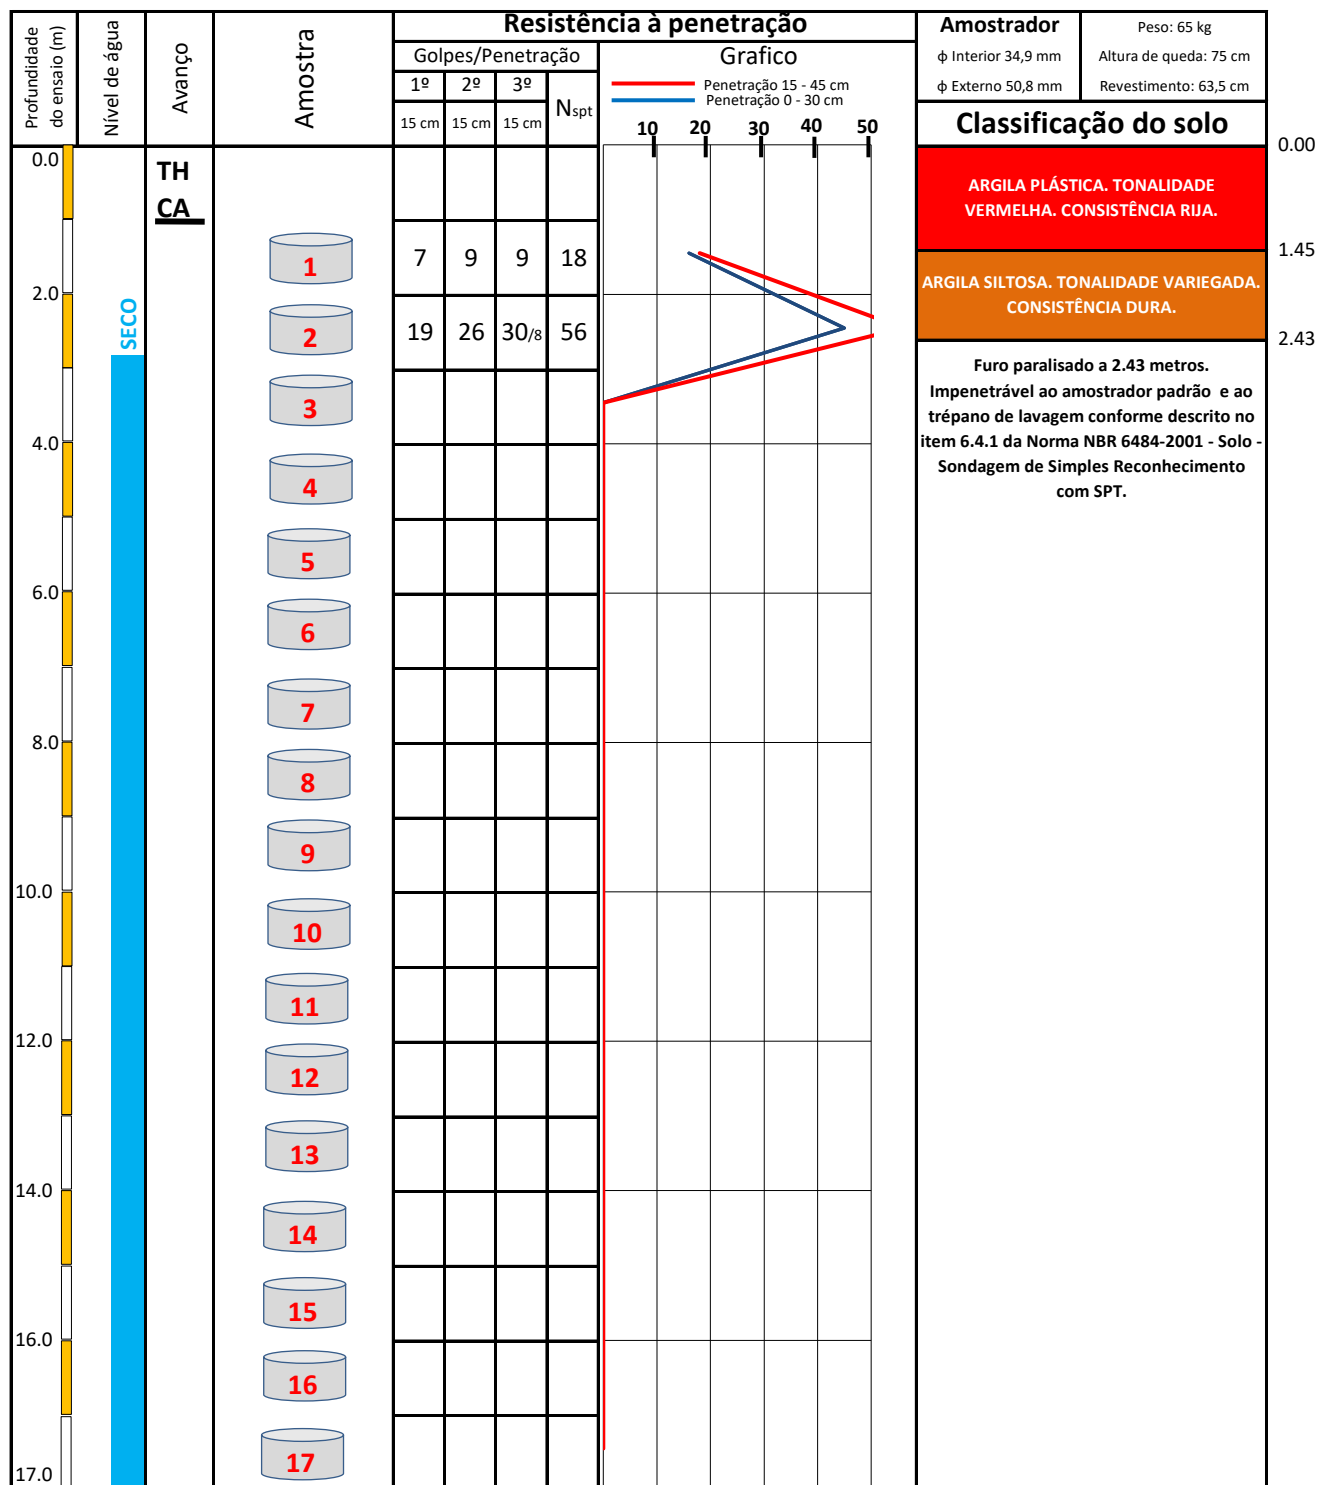 Profundidade
do ensaio (m)
Nível de água
Avanço
Amostra
Resistência à penetração
Golpes/Penetração
1º 2º 3º
Nspt
15 cm 15 cm 15 cm
Grafico
Penetração 15 - 45 cm
Penetração 0 - 30 cm
10 20 30 40 50
Amostrador
ϕ Interior 34,9 mm
ϕ Externo 50,8 mm
Peso: 65 kg
Altura de queda: 75 cm
Revestimento: 63,5 cm
Classificação do solo
0.00
0.0
TH
CA
ARGILA PLÁSTICA. TONALIDADE
VERMELHA. CONSISTÊNCIA RIJA.
1.45
1 7 9 9 18
ARGILA SILTOSA. TONALIDADE VARIEGADA.
CONSISTÊNCIA DURA.
2.0
SECO
2 19 26 30/8 56
2.43
Furo paralisado a 2.43 metros.
Impenetrável ao amostrador padrão e ao
trépano de lavagem conforme descrito no
item 6.4.1 da Norma NBR 6484-2001 - Solo -
Sondagem de Simples Reconhecimento
com SPT.
3
4.0
4
5
6.0
6
7
8.0
8
9
10.0
10
11
12.0
12
13
14.0
14
15
16.0
16
17
17.0